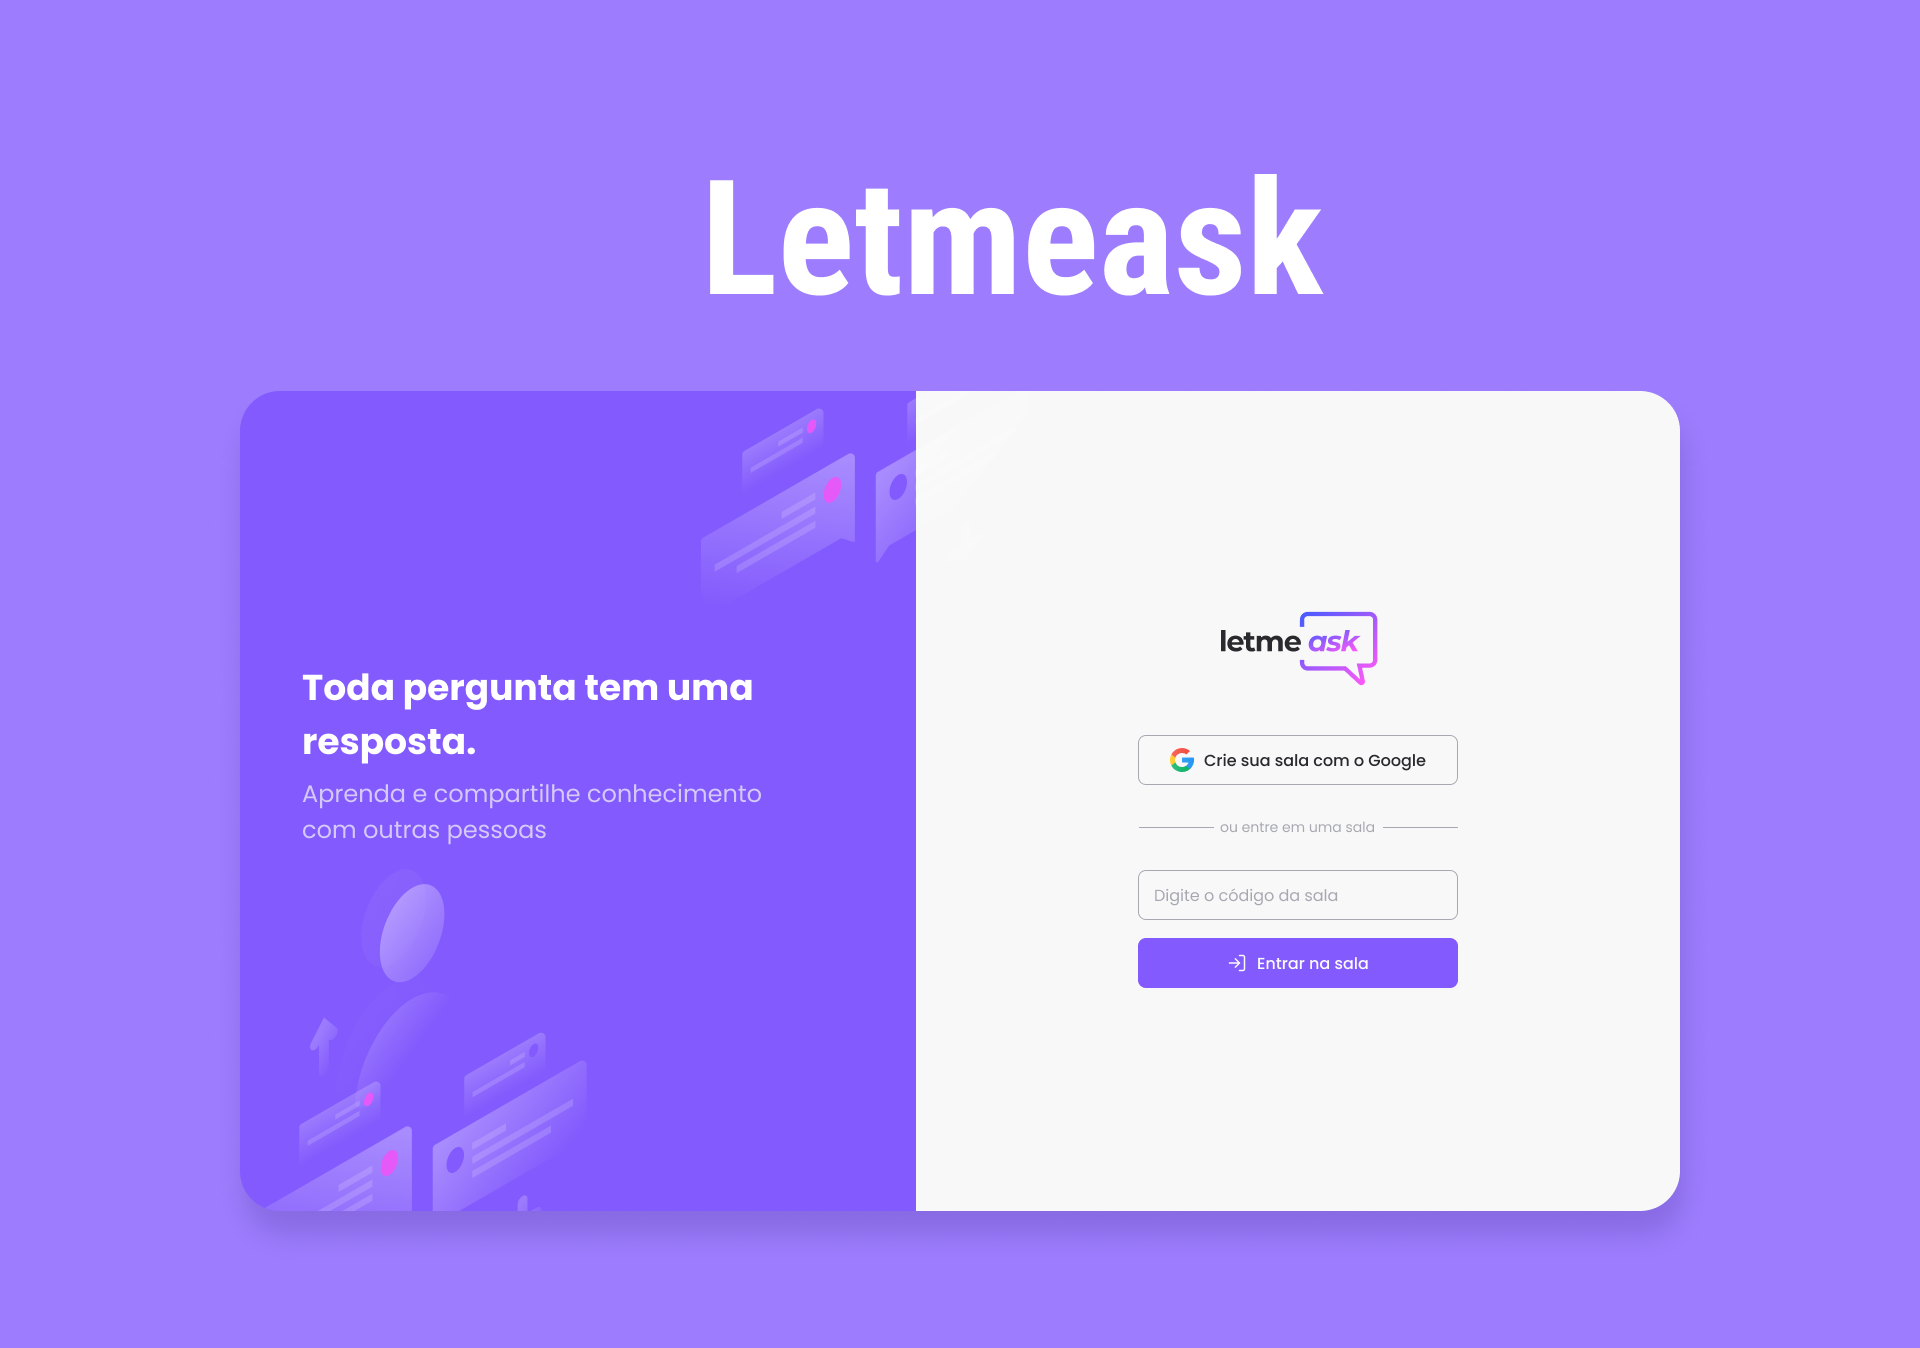 Letmeask
Toda pergunta tem uma
resposta.
Aprenda e compartilhe conhecimento
com outras pessoas
letme ask
Crie sua sala com o Google
ou entre em uma sala
Digite o código da sala
Entrar na sala